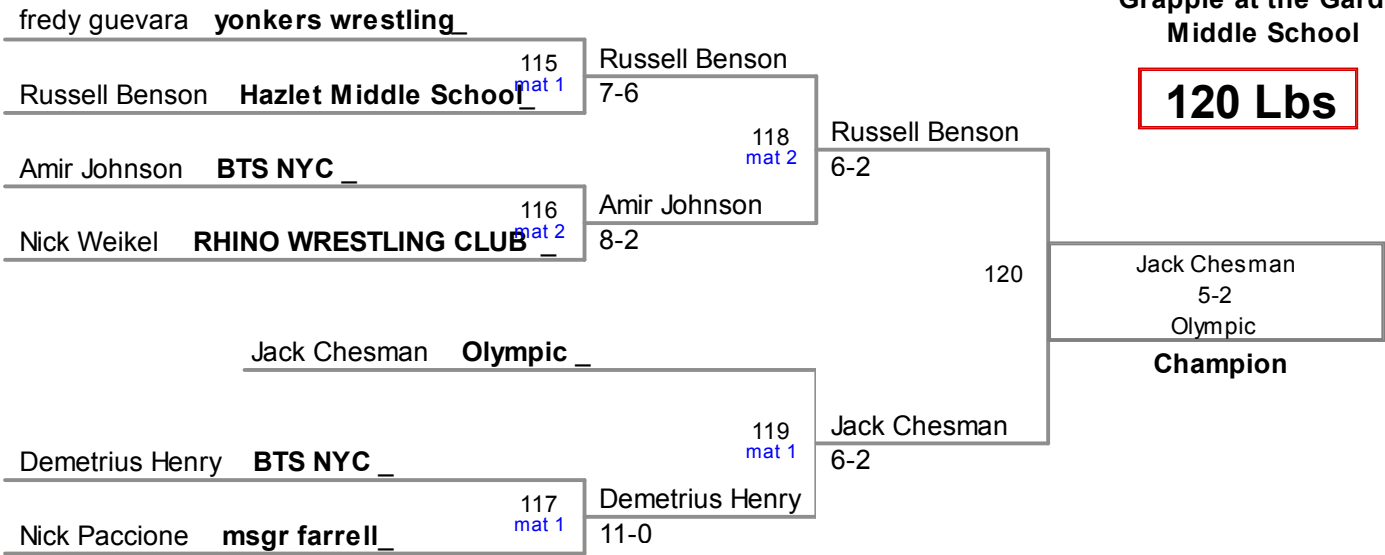 Grapple at the Gard
Middle School
120 Lbs
fredy guevara yonkers wrestling_
115
mat 1
Russell Benson Hazlet Middle School_
Russell Benson
7-6
Amir Johnson BTS NYC _
116
mat 2
Nick Weikel RHINO WRESTLING CLUB _
Amir Johnson
8-2
118
mat 2
Russell Benson
6-2
Jack Chesman Olympic _
Demetrius Henry BTS NYC _
117
mat 1
Nick Paccione msgr farrell_
Demetrius Henry
11-0
119
mat 1
Jack Chesman
6-2
120
Jack Chesman
5-2
Olympic
Champion